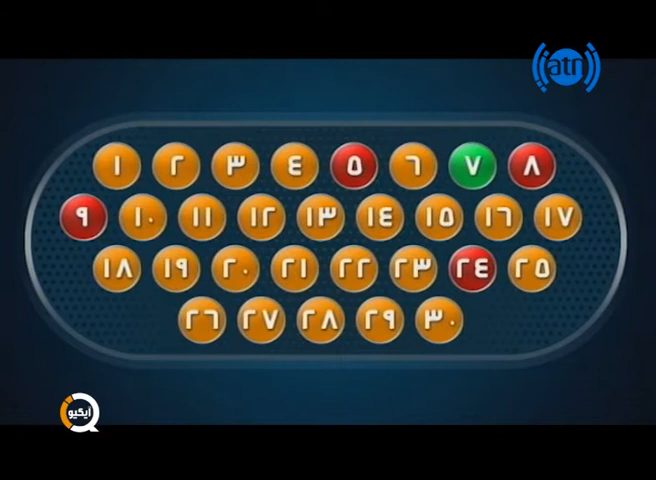 atn
١ ٢ ٣ ٤ ٥ ٦ ٧ ٨
٩ ١٠ ١١ ١٢ ١٣ ١٤ ١٥ ١٦ ١٧
١٨ ١٩ ٢٠ ٢١ ٢٢ ٢٣ ٢٤ ٢٥
٢٦ ٢٧ ٢٨ ٢٩ ٣٠
آيكيو